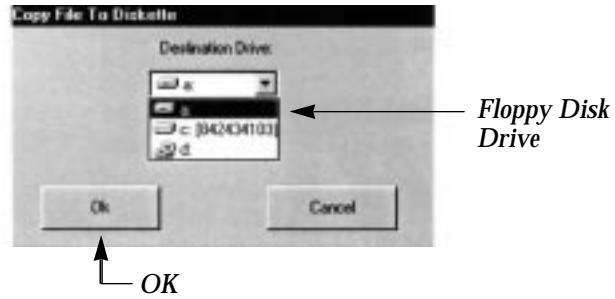 Copy File To Diskette
Destination Drive:
a:
a:
c: [842434103]
d:
Floppy Disk
Drive
Ok
Cancel
OK